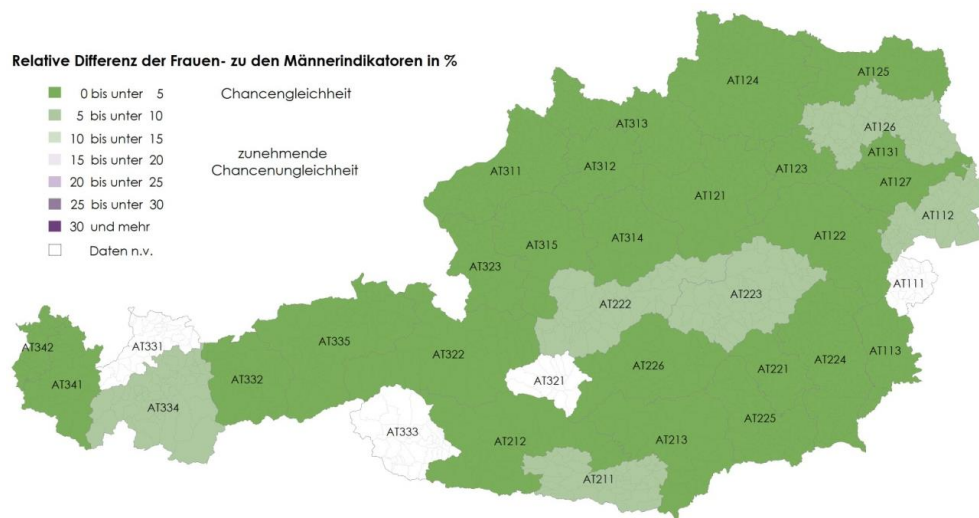 Relative Differenz der Frauen- zu den Männerindikatoren in %
0 bis unter 5 Chancengleichheit
5 bis unter 10
10 bis unter 15
15 bis unter 20 zunehmende
20 bis unter 25 Chancenungleichheit
25 bis unter 30
30 und mehr
Daten n.v.
AT124
AT125
AT313
AT126
AT131
AT311
AT312
AT123
AT127
AT121
AT112
AT122
AT314
AT315
AT323
AT111
AT222
AT223
AT342
AT331
AT335
AT322
AT113
AT224
AT226
AT221
AT341
AT332
AT321
AT334
AT225
AT333
AT212
AT213
AT211